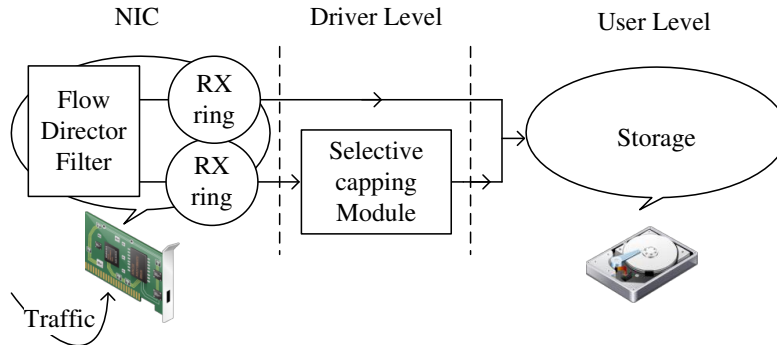 NIC
Driver Level
User Level
Flow
Director
Filter
RX
ring
RX
ring
Selective
capping
Module
Storage
Traffic